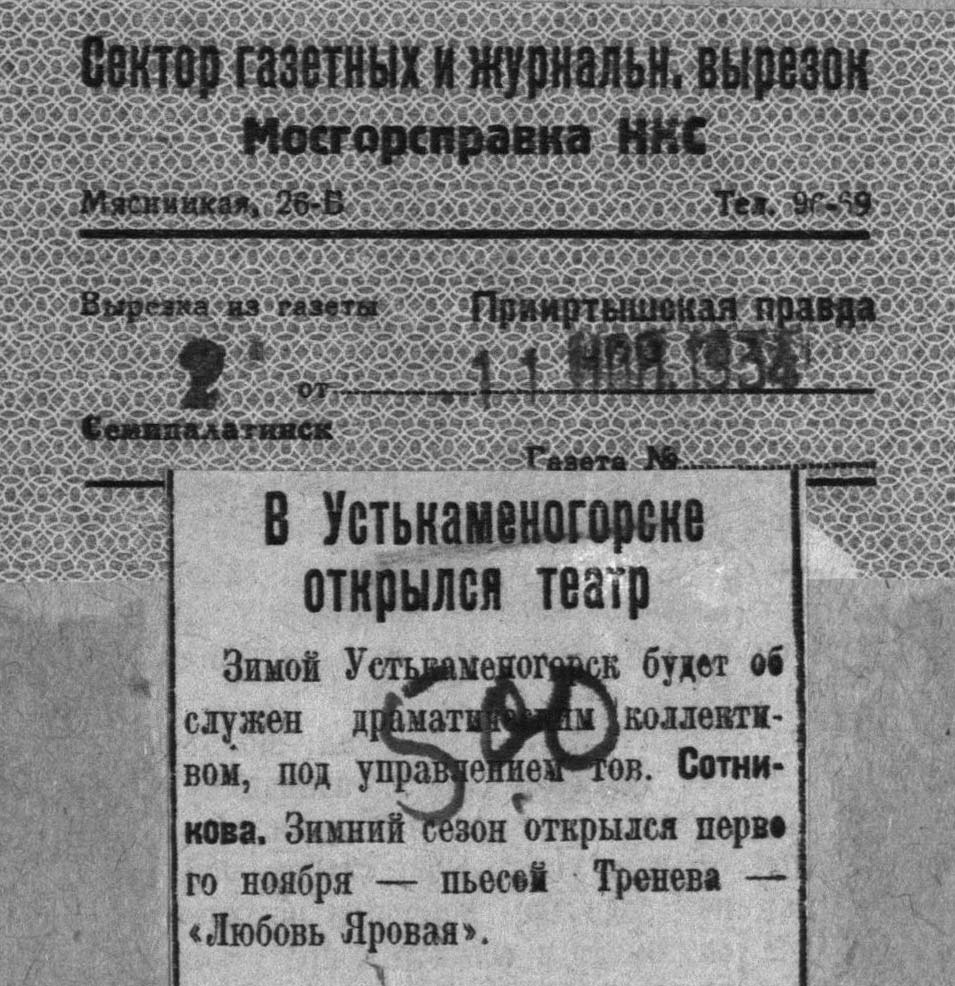 Сектор газетных и журнальн. вырезок
Мосгорсправка НКС
Мясницкая, 26-Б Тел. 96-69
Вырезка из газеты Прииртышская правда
2 от 11 НОЯ. 1934
Семипалатинск
Газета №
В Устькаменогорске
открылся театр
Зимой Устькаменогорск будет об
служен драматическим коллекти-
вом, под управлением тов. Сотни-
кова. Зимний сезон открылся перво
го ноября — пьесей Тренева —
«Любовь Яровая».
500